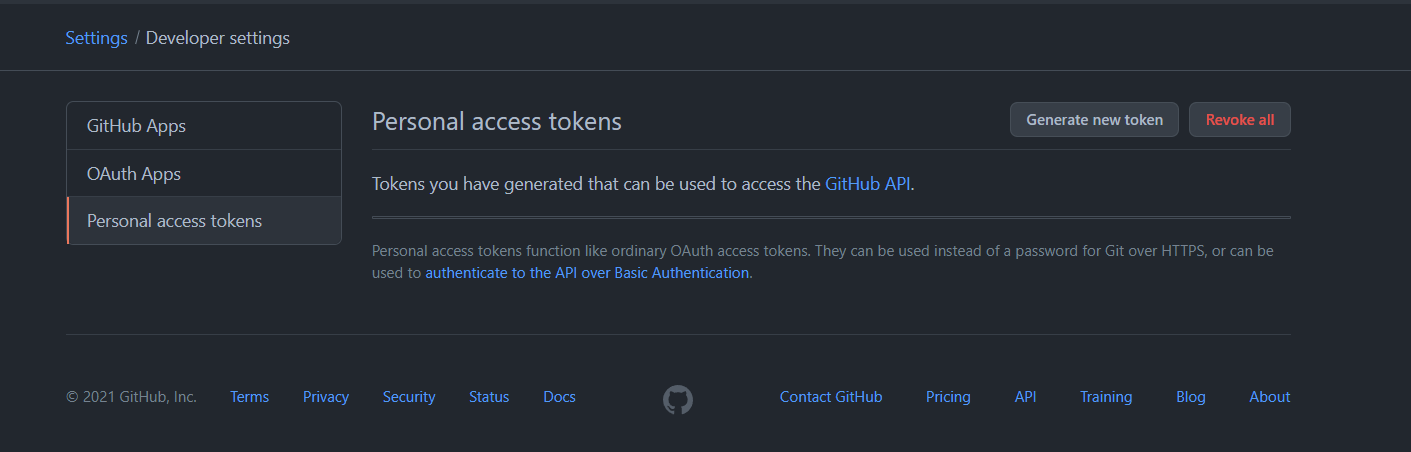 Settings / Developer settings
GitHub Apps
OAuth Apps
Personal access tokens
Personal access tokens
Generate new token
Revoke all
Tokens you have generated that can be used to access the GitHub API.
Personal access tokens function like ordinary OAuth access tokens. They can be used instead of a password for Git over HTTPS, or can be
used to authenticate to the API over Basic Authentication.
© 2021 GitHub, Inc. Terms Privacy Security Status Docs Contact GitHub Pricing API Training Blog About